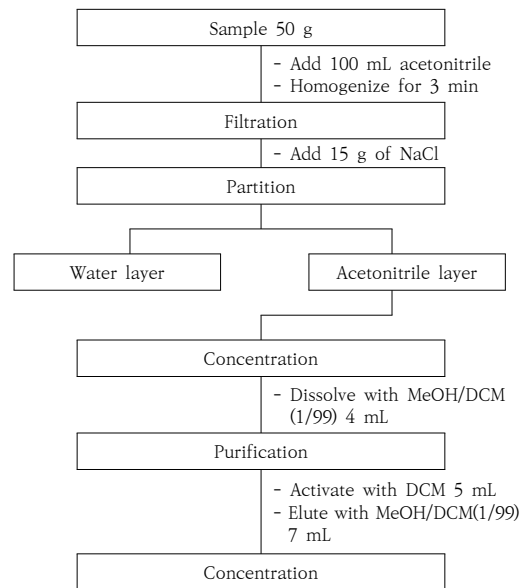 Sample 50 g
- Add 100 mL acetonitrile
- Homogenize for 3 min
Filtration
- Add 15 g of NaCl
Partition
Water layer
Acetonitrile layer
Concentration
- Dissolve with MeOH/DCM
(1/99) 4 mL
Purification
- Activate with DCM 5 mL
- Elute with MeOH/DCM(1/99)
7 mL
Concentration